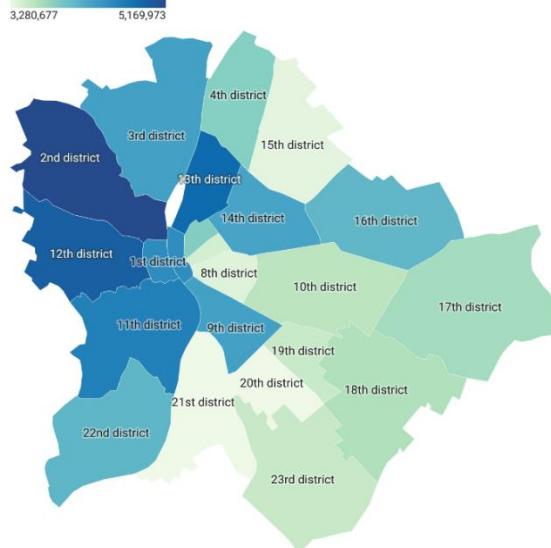 3,280,677 5,169,973
4th district
3rd district
15th district
2nd district
13th district
14th district
16th district
12th district
1st district
8th district
10th district
17th district
11th district
9th district
19th district
20th district
18th district
21st district
22nd district
23rd district